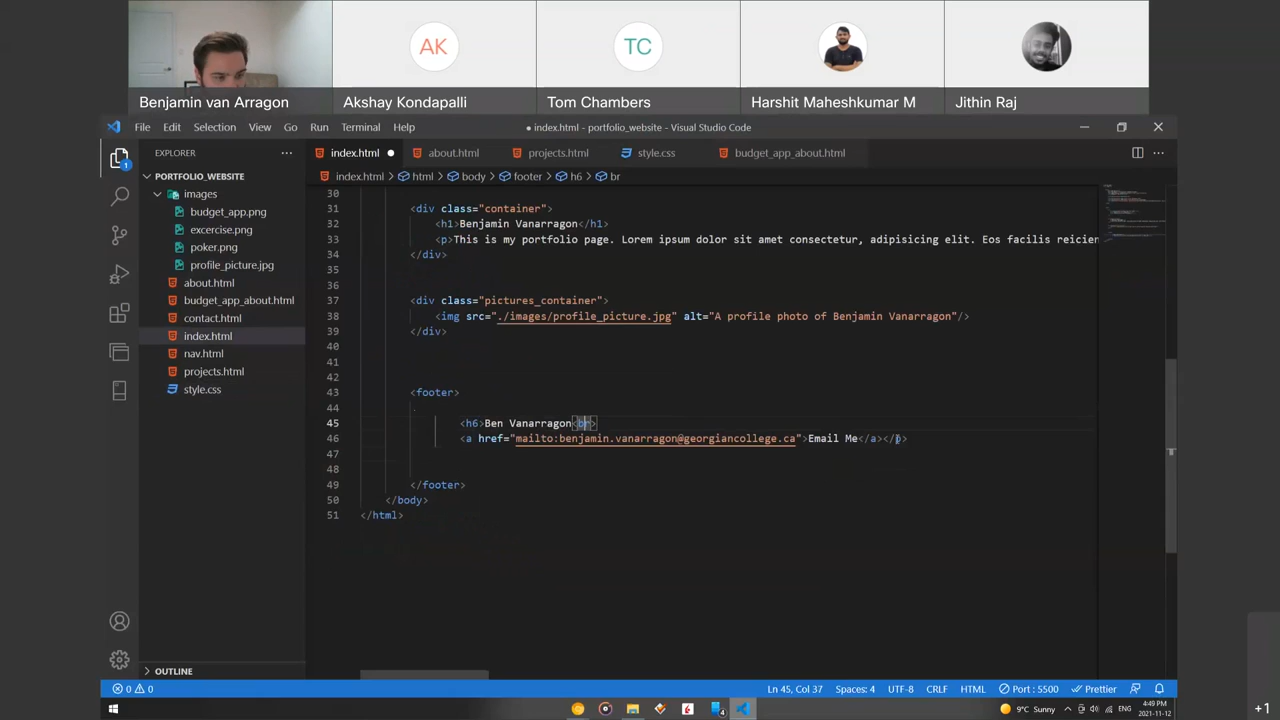 AK
TC
Benjamin van Arragon
Akshay Kondapalli
Tom Chambers
Harshit Maheshkumar M
Jithin Raj
File Edit Selection View Go Run Terminal Help
● index.html - portfolio_website - Visual Studio Code
EXPLORER
index.html
about.html
projects.html
style.css
budget_app_about.html
index.html > html > body > footer > h6 > br
1
PORTFOLIO_WEBSITE
images
budget_app.png
excercise.png
poker.png
profile_picture.jpg
about.html
budget_app_about.html
contact.html
index.html
nav.html
projects.html
style.css
OUTLINE
30
31 <div class="container">
32 <h1>Benjamin Vanarragon</h1>
33 <p>This is my portfolio page. Lorem ipsum dolor sit amet consectetur, adipisicing elit. Eos facilis reicien
34 </div>
35
36
37 <div class="pictures_container">
38 <img src="./images/profile_picture.jpg" alt="A profile photo of Benjamin Vanarragon"/>
39 </div>
40
41
42
43 <footer>
44
45 <h6>Ben Vanarragon<br>
46 <a href="mailto:benjamin.vanarragon@georgiancollege.ca">Email Me</a></p>
47
48
49 </footer>
50 </body>
51 </html>
0 0
Ln 45, Col 37 Spaces: 4 UTF-8 CRLF HTML Port : 5500 Prettier
4
9°C Sunny
ENG
4:49 PM
2021-11-12
+1